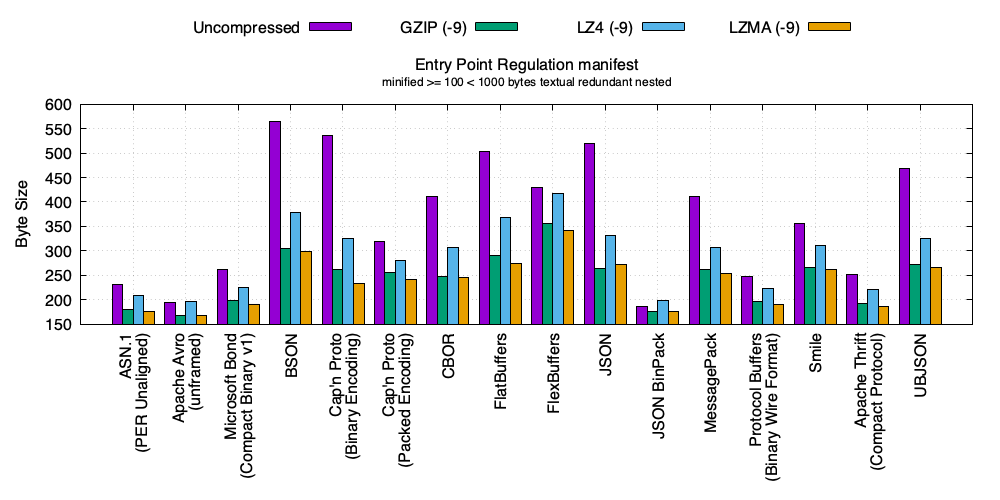 Uncompressed GZIP (-9) LZ4 (-9) LZMA (-9)
Entry Point Regulation manifest
minified >= 100 < 1000 bytes textual redundant nested
Byte Size
600
550
500
450
400
350
300
250
200
150
ASN.1
(PER Unaligned)
Apache Avro
(unframed)
Microsoft Bond
(Compact Binary v1)
BSON
Cap'n Proto
(Binary Encoding)
Cap'n Proto
(Packed Encoding)
CBOR
FlatBuffers
FlexBuffers
JSON
JSON BinPack
MessagePack
Protocol Buffers
(Binary Wire Format)
Smile
Apache Thrift
(Compact Protocol)
UBJSON